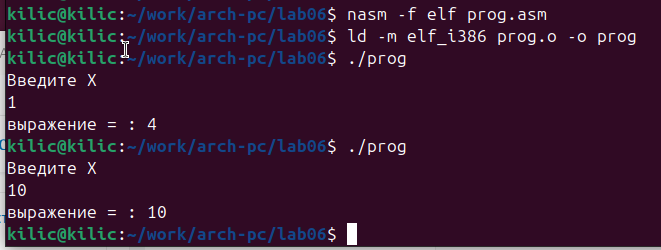 kilic@kilic:~/work/arch-pc/lab06$ nasm -f elf prog.asm
kilic@kilic:~/work/arch-pc/lab06$ ld -m elf_i386 prog.o -o prog
kilic@kilic:~/work/arch-pc/lab06$ ./prog
Введите X
1
выражение = : 4
kilic@kilic:~/work/arch-pc/lab06$ ./prog
Введите X
10
выражение = : 10
kilic@kilic:~/work/arch-pc/lab06$